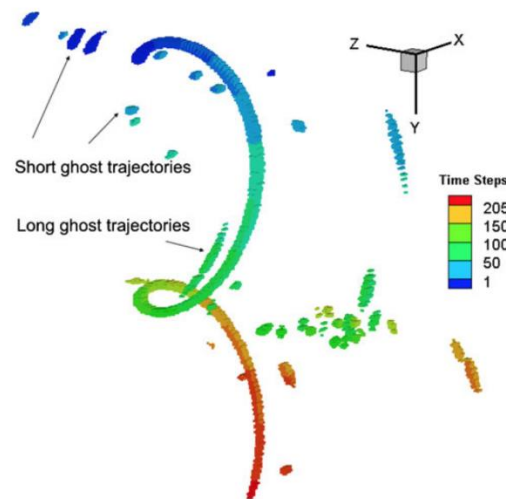 Z
X
Y
Short ghost trajectories
Time Steps
205
150
100
50
1
Long ghost trajectories